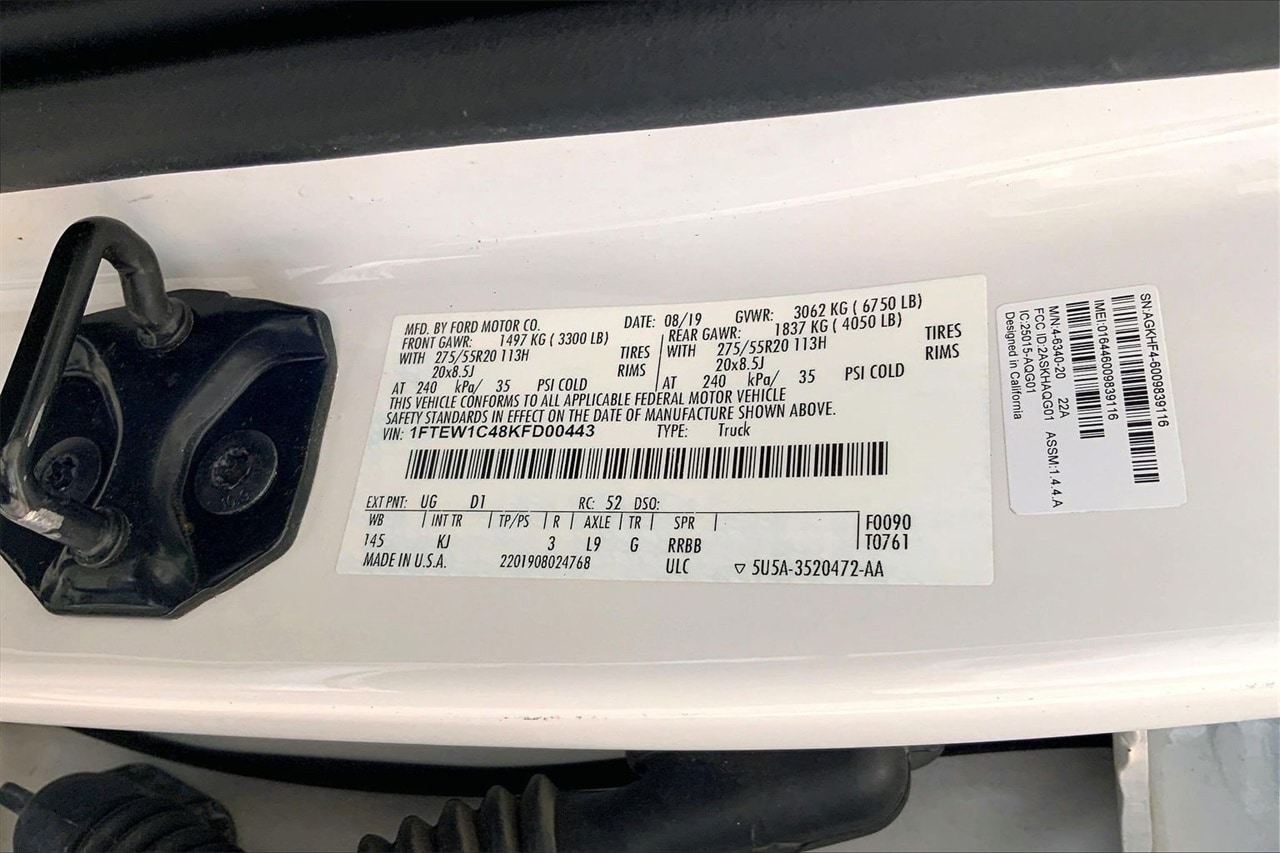 MFD. BY FORD MOTOR CO. DATE: 08/19 GVWR: 3062 KG ( 6750 LB)
FRONT GAWR: 1497 KG ( 3300 LB) REAR GAWR: 1837 KG ( 4050 LB)
WITH 275/55R20 113H TIRES WITH 275/55R20 113H TIRES
20x8.5J RIMS 20x8.5J RIMS
AT 240 kPa/ 35 PSI COLD AT 240 kPa/ 35 PSI COLD
THIS VEHICLE CONFORMS TO ALL APPLICABLE FEDERAL MOTOR VEHICLE
SAFETY STANDARDS IN EFFECT ON THE DATE OF MANUFACTURE SHOWN ABOVE.
VIN: 1FTEW1C48KFD00443 TYPE: Truck
EXT PNT: UG D1 RC: 52 DSO:
WB INT TR TP/PS R AXLE TR SPR F0090
145 KJ 3 L9 G RRBB T0761
MADE IN U.S.A. 2201908024768 ULC ▽ 5U5A-3520472-AA
SN:AGKHF4-6009839116
IME:016446009839116
M/N:4-6340-20 22A
FCC ID:2ASKHAQG01 ASSM:1.4.4.A
IC:25015-AQG01
Designed in California
10.9